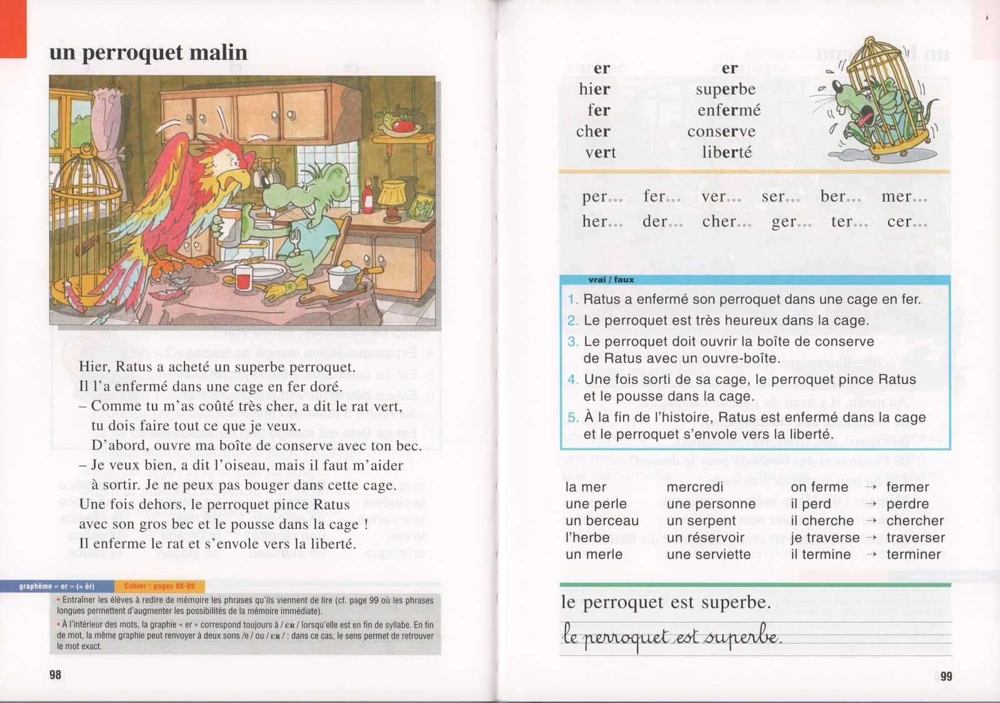 un perroquet malin
Hier, Ratus a acheté un superbe perroquet.
Il l'a enfermé dans une cage en fer doré.
– Comme tu m'as coûté très cher, a dit le rat vert,
tu dois faire tout ce que je veux.
D'abord, ouvre ma boîte de conserve avec ton bec.
– Je veux bien, a dit l'oiseau, mais il faut m'aider
à sortir. Je ne peux pas bouger dans cette cage.
Une fois dehors, le perroquet pince Ratus
avec son gros bec et le pousse dans la cage !
Il enferme le rat et s'envole vers la liberté.
graphème « er » (= èr) Cahier : pages 88-89
• Entraîner les élèves à redire de mémoire les phrases qu'ils viennent de lire (cf. page 99 où les phrases
longues permettent d'augmenter les possibilités de la mémoire immédiate).
• À l'intérieur des mots, la graphie « er » correspond toujours à / ɛʀ / lorsqu'elle est en fin de syllabe. En fin
de mot, la même graphie peut renvoyer à deux sons /e / ou / ɛʀ / : dans ce cas, le sens permet de retrouver
le mot exact.
98
er er
hier superbe
fer enfermé
cher conserve
vert liberté
per... fer... ver... ser... ber... mer...
her... der... cher... ger... ter... cer...
vrai / faux
1. Ratus a enfermé son perroquet dans une cage en fer.
2. Le perroquet est très heureux dans la cage.
3. Le perroquet doit ouvrir la boîte de conserve
de Ratus avec un ouvre-boîte.
4. Une fois sorti de sa cage, le perroquet pince Ratus
et le pousse dans la cage.
5. À la fin de l'histoire, Ratus est enfermé dans la cage
et le perroquet s'envole vers la liberté.
la mer mercredi on ferme → fermer
une perle une personne il perd → perdre
un berceau un serpent il cherche → chercher
l'herbe un réservoir je traverse → traverser
un merle une serviette il termine → terminer
le perroquet est superbe.
le perroquet est superbe.
99